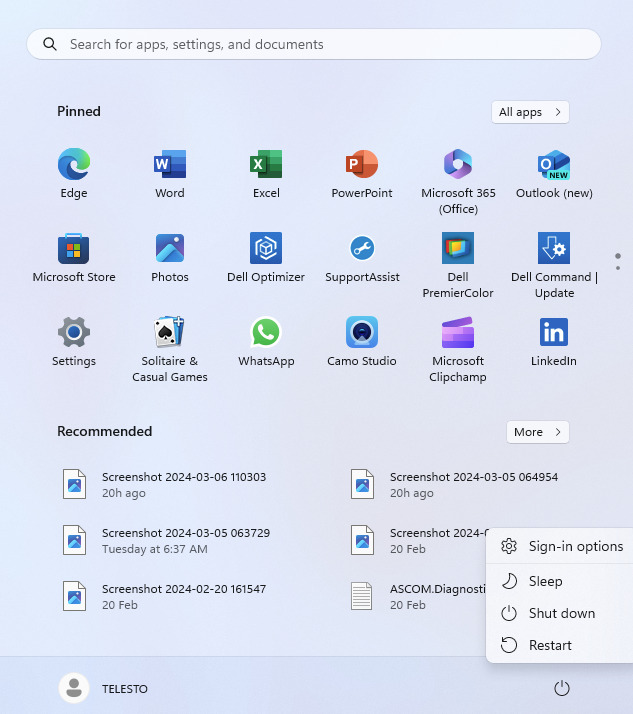 Search for apps, settings, and documents
Pinned
All apps
Edge
Word
Excel
PowerPoint
Microsoft 365
(Office)
NEW
Outlook (new)
Microsoft Store
Photos
Dell Optimizer
SupportAssist
Dell
PremierColor
Dell Command |
Update
Settings
Solitaire &
Casual Games
WhatsApp
Camo Studio
Microsoft
Clipchamp
LinkedIn
Recommended
More
Screenshot 2024-03-06 110303
20h ago
Screenshot 2024-03-05 064954
20h ago
Screenshot 2024-03-05 063729
Tuesday at 6:37 AM
Screenshot 2024-
20 Feb
Screenshot 2024-02-20 161547
20 Feb
ASCOM.Diagnosti
20 Feb
Sign-in options
Sleep
Shut down
Restart
TELESTO